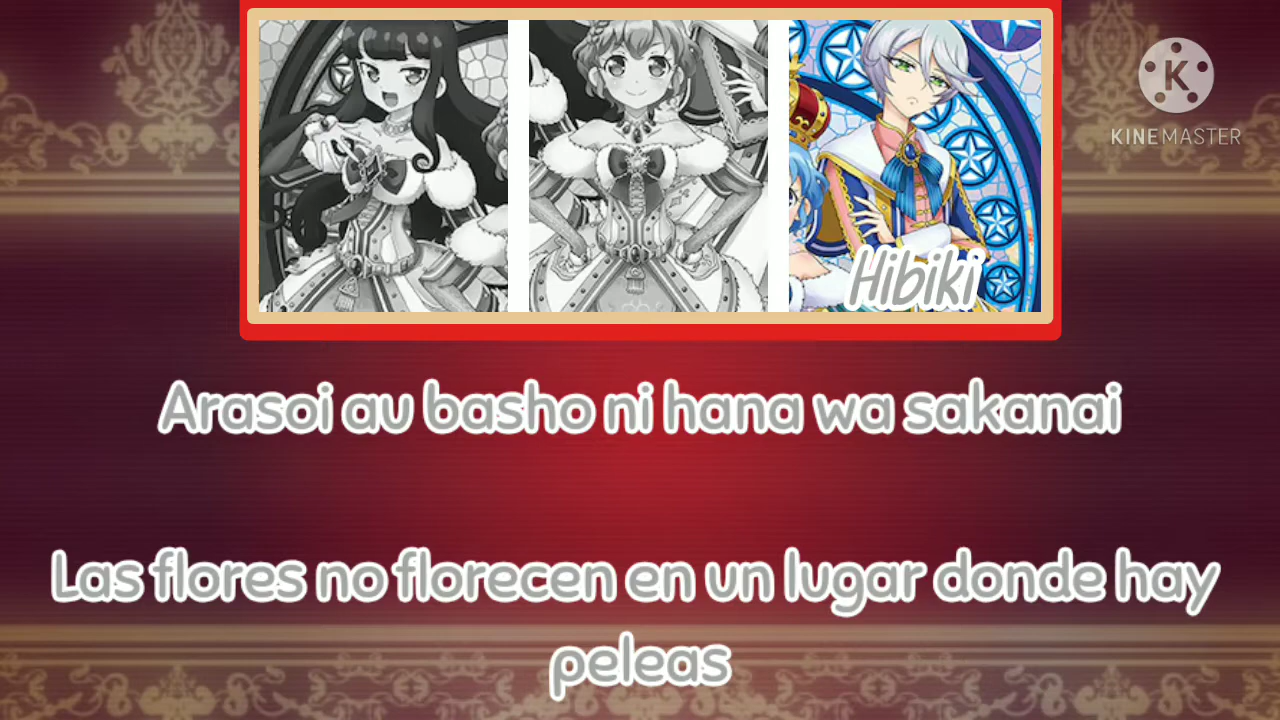 K
KINEMASTER
Hibiki
Arasoi au basho ni hana wa sakanai
Las flores no florecen en un lugar donde hay
peleas